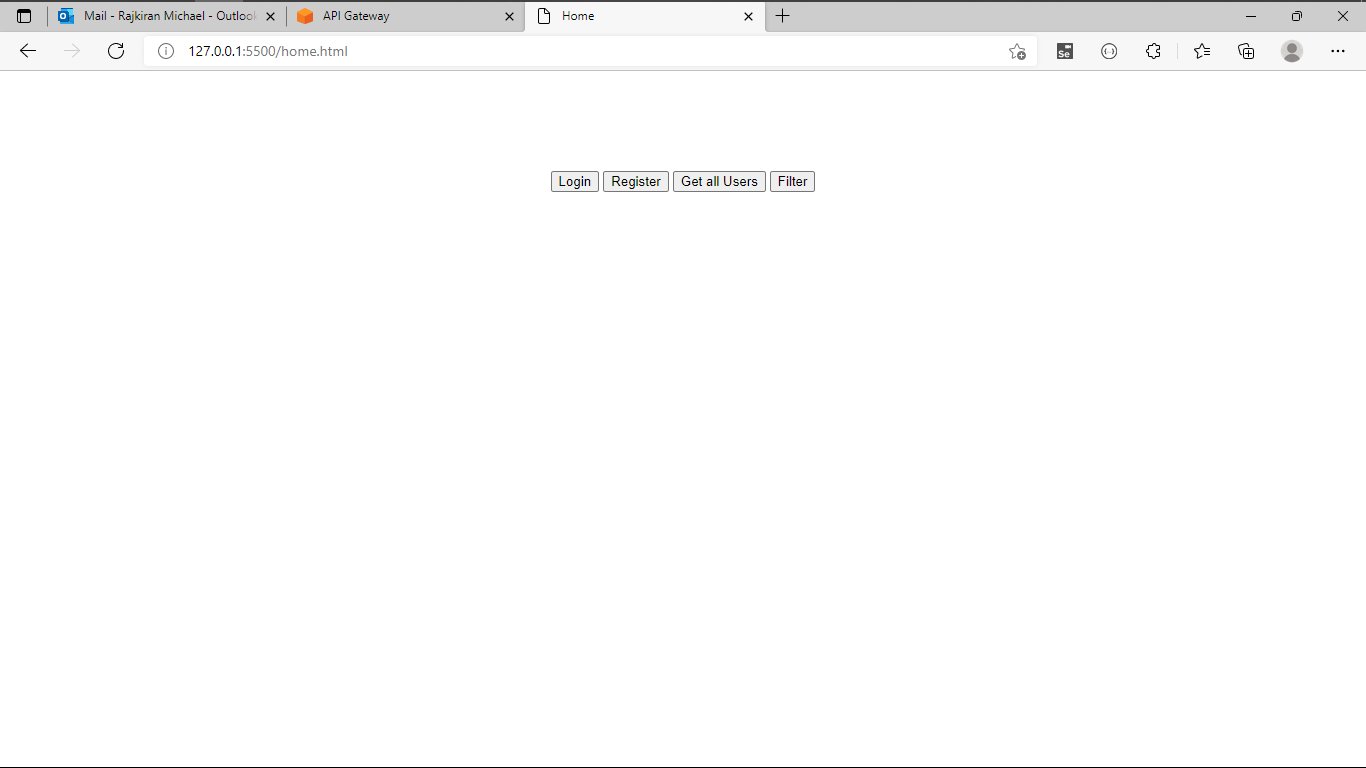 Mail - Rajkiran Michael - Outlook
API Gateway
Home
127.0.0.1:5500/home.html
Se
Login Register Get all Users Filter